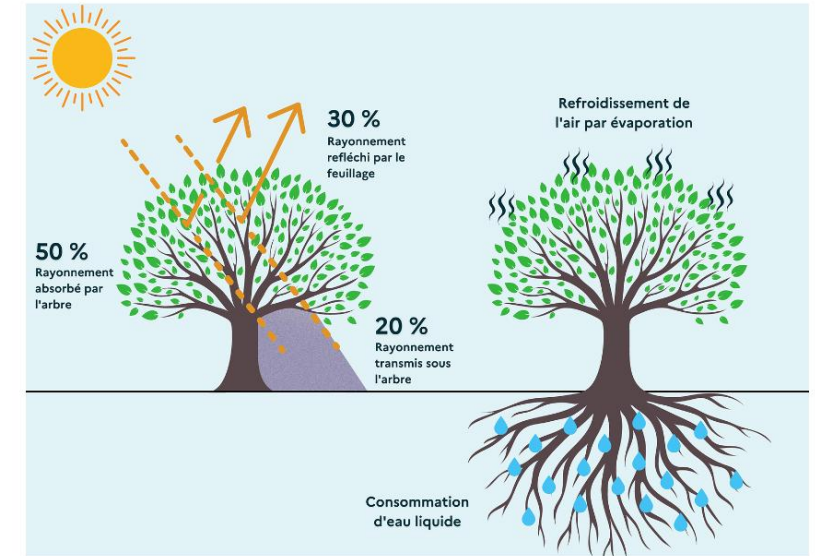 30 %
Rayonnement
refléchi par le
feuillage
50 %
Rayonnement
absorbé par
l'arbre
20 %
Rayonnement
transmis sous
l'arbre
Refroidissement de
l'air par évaporation
Consommation
d'eau liquide